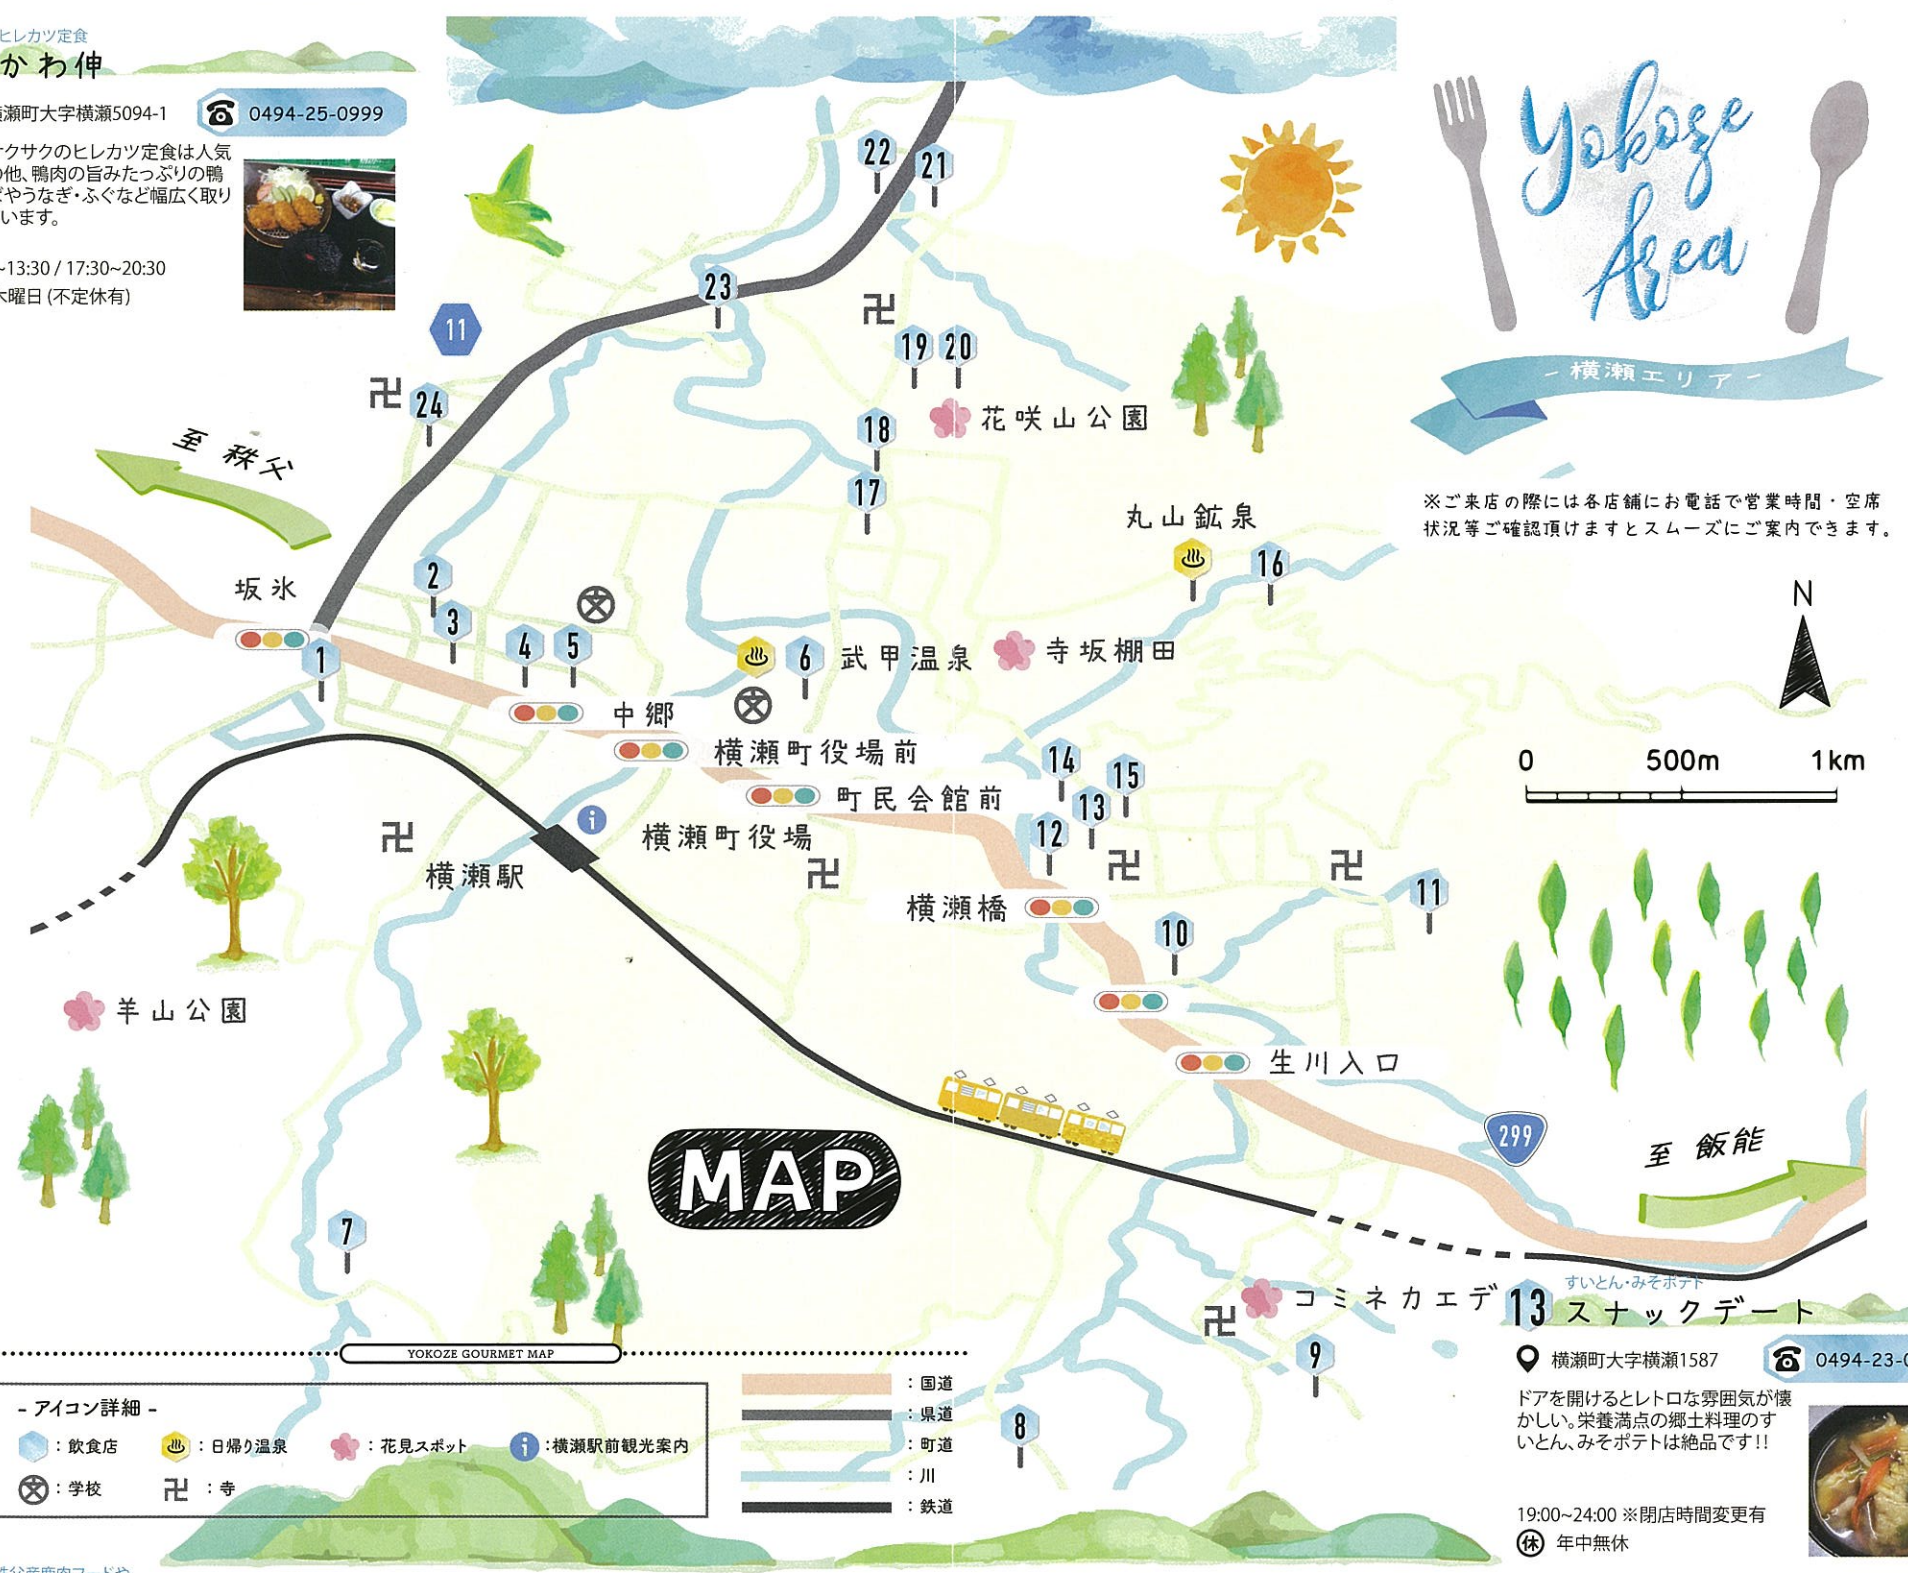 ヒレカツ定食
かわ伸
瀬町大字横瀬5094-1
0494-25-0999
サクサクのヒレカツ定食は人気
の他、鴨肉の旨みたっぷりの鴨
どやうなぎ・ふぐなど幅広く取り
います。
~13:30 / 17:30~20:30
木曜日 (不定休有)
Yokoze
Area
- 横瀬エリア -
※ご来店の際には各店舗にお電話で営業時間・空席
状況等ご確認頂けますとスムーズにご案内できます。
N
0 500m 1km
22
21
23
11
19 20
24
花咲山公園
18
17
至 秩父
丸山鉱泉
16
坂氷
2
3
4 5
1
6
武甲温泉
寺坂棚田
中郷
横瀬町役場前
14
15
町民会館前
13
12
横瀬町役場
横瀬駅
11
横瀬橋
10
羊山公園
生川入口
299
至 飯能
MAP
7
コミネカエデ
9
8
YOKOZE GOURMET MAP
- アイコン詳細 -
: 飲食店
: 日帰り温泉
: 花見スポット
i
:横瀬駅前観光案内
: 学校
卍 : 寺
: 国道
: 県道
: 町道
: 川
: 鉄道
すいとん・みそポテト
13 スナックデート
横瀬町大字横瀬1587
0494-23-
ドアを開けるとレトロな雰囲気が懐
かしい。栄養満点の郷土料理のす
いとん、みそポテトは絶品です!!
19:00~24:00 ※閉店時間変更有
休 年中無休